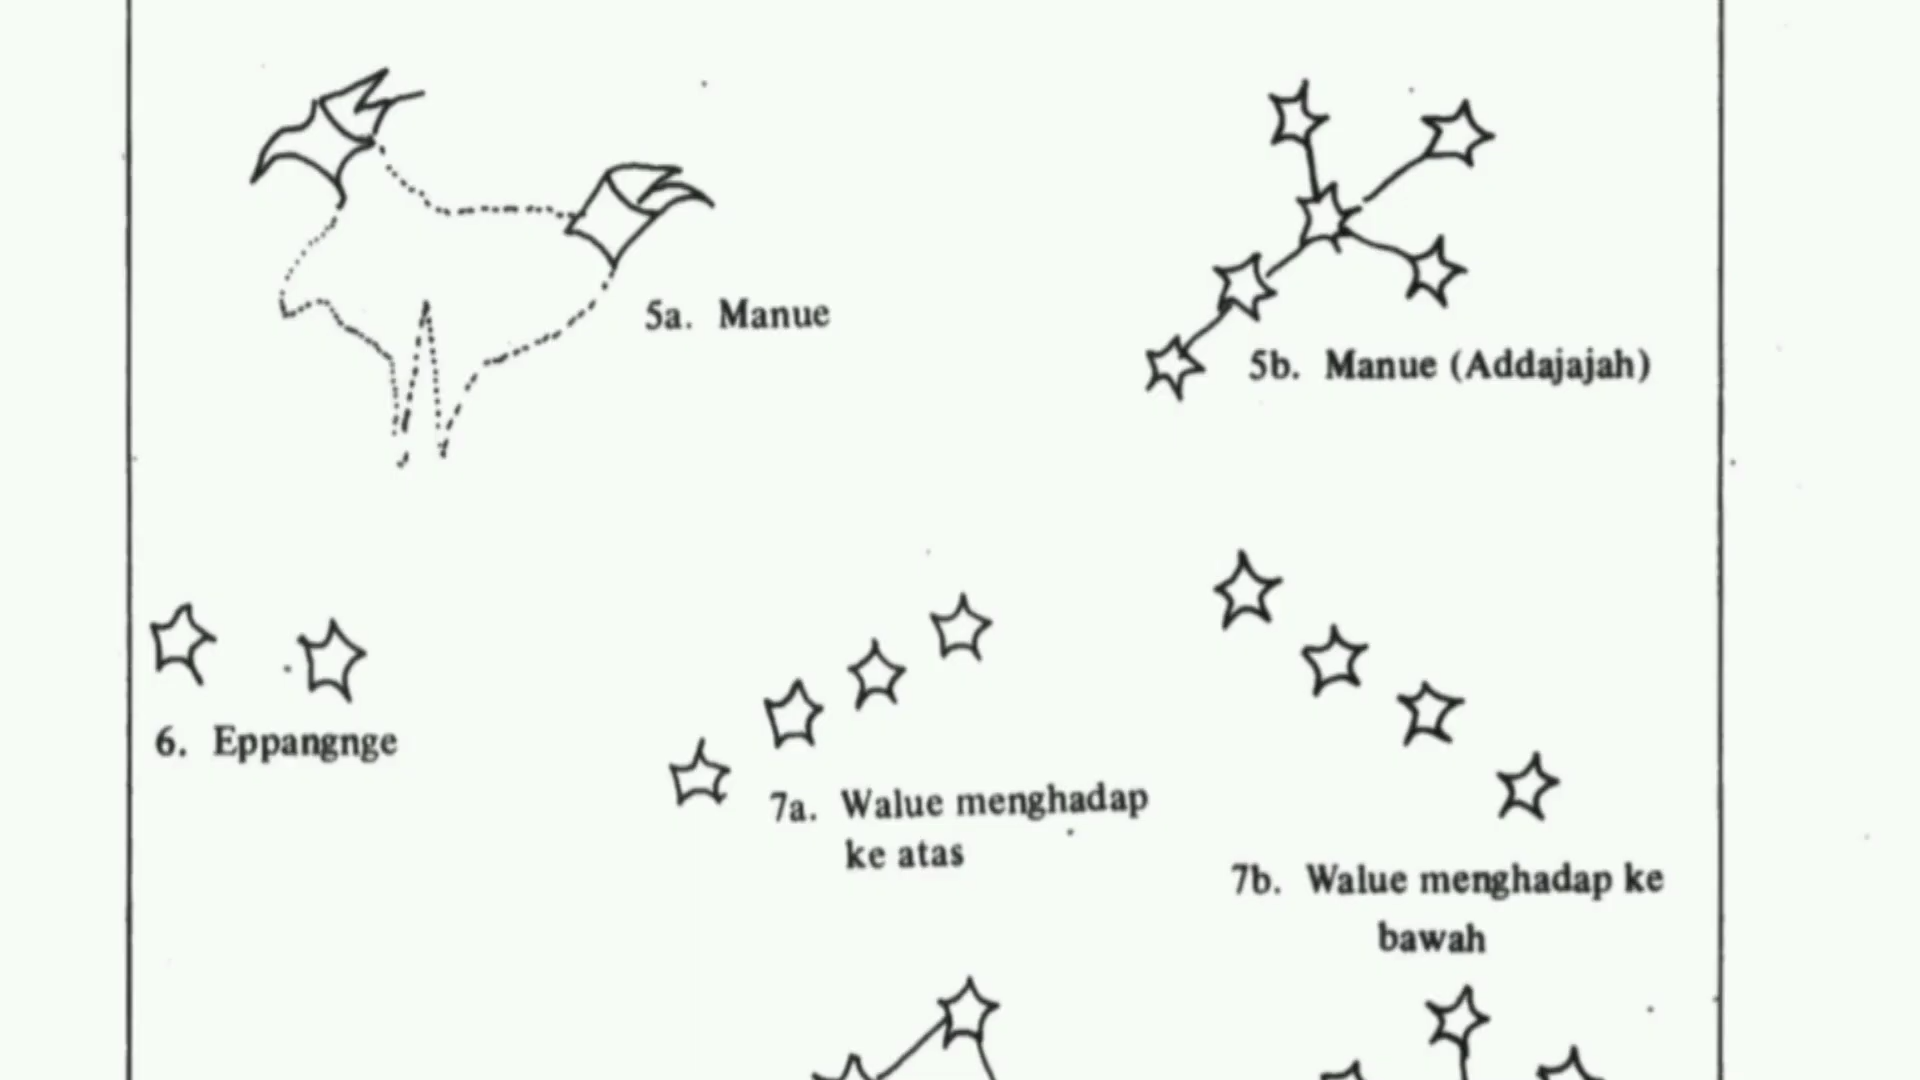 5a. Manue
5b. Manue (Addajajah)
6. Eppangnge
7a. Walue menghadap
ke atas
7b. Walue menghadap ke
bawah